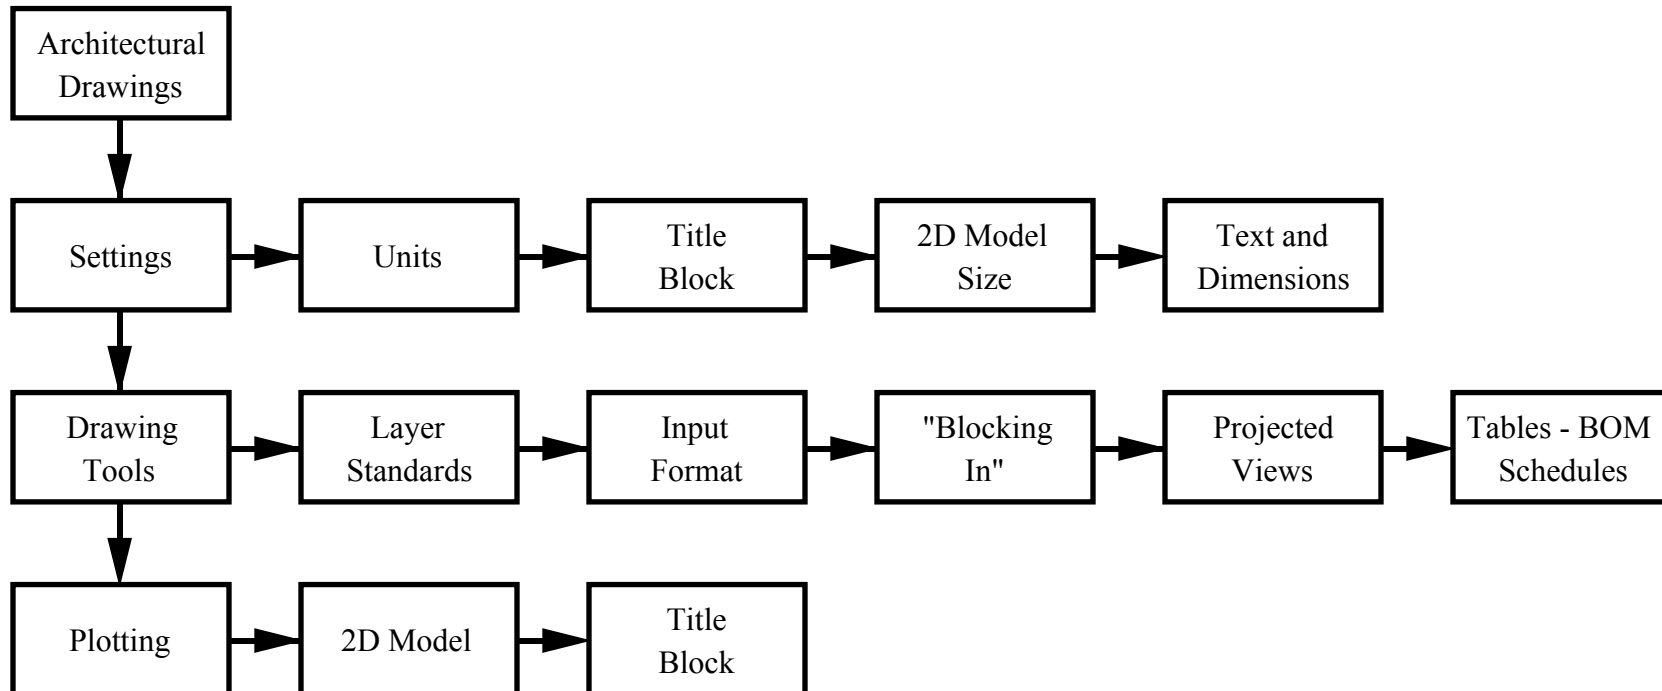 Architectural
Drawings
Settings
Units
Title
Block
2D Model
Size
Text and
Dimensions
Drawing
Tools
Layer
Standards
Input
Format
"Blocking
In"
Projected
Views
Tables - BOM
Schedules
Plotting
2D Model
Title
Block